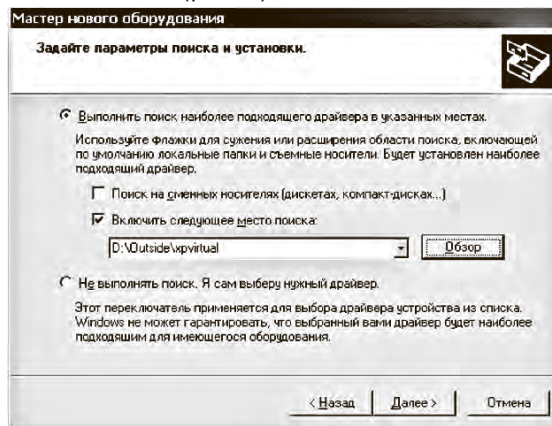 Мастер нового оборудования
Задайте параметры поиска и установки.
Выполнить поиск наиболее подходящего драйвера в указанных местах.
Используйте флажки для сужения или расширения области поиска, включающей
по умолчанию локальные папки и съемные носители. Будет установлен наиболее
подходящий драйвер.
Поиск на сменных носителях (дискетах, компакт-дисках...)
Включить следующее место поиска:
D:\Outside\xpvirtual
Обзор
Не выполнять поиск. Я сам выберу нужный драйвер.
Этот переключатель применяется для выбора драйвера устройства из списка.
Windows не может гарантировать, что выбранный вами драйвер будет наиболее
подходящим для имеющегося оборудования.
< Назад Далее > Отмена